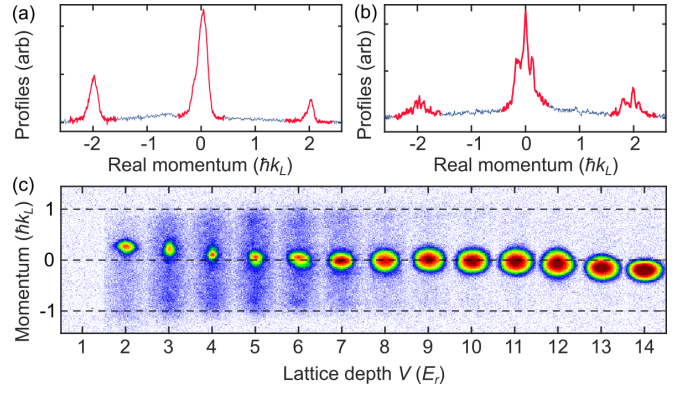 (a)
(b)
Profiles (arb)
Profiles (arb)
-2 -1 0 1 2
-2 -1 0 1 2
Real momentum (ħk_L)
Real momentum (ħk_L)
(c)
Momentum (ħk_L)
1
0
-1
1 2 3 4 5 6 7 8 9 10 11 12 13 14
Lattice depth V (E_r)